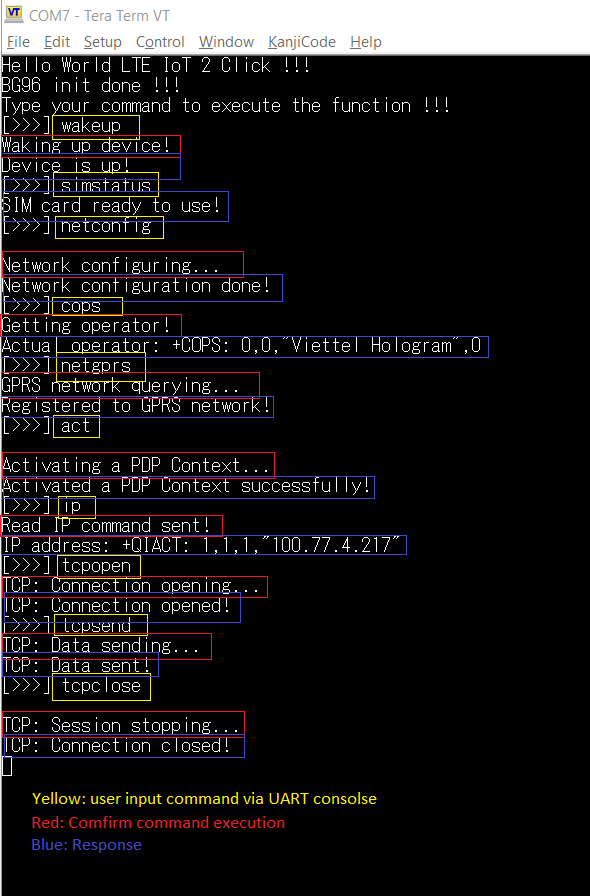 VT COM7 - Tera Term VT
File Edit Setup Control Window KanjiCode Help
Hello World LTE IoT 2 Click !!!
BG96 init done !!!
Type your command to execute the function !!!
[>>>] wakeup
Waking up device!
Device is up!
[>>>] simstatus
SIM card ready to use!
[>>>] netconfig
Network configuring...
Network configuration done!
[>>>] cops
Getting operator!
Actual operator: +COPS: 0,0,"Viettel Hologram",0
[>>>] netgprs
GPRS network querying...
Registered to GPRS network!
[>>>] act
Activating a PDP Context...
Activated a PDP Context successfully!
[>>>] ip
Read IP command sent!
IP address: +QIACT: 1,1,1,"100.77.4.217"
[>>>] tcpopen
TCP: Connection opening...
TCP: Connection opened!
[>>>] tcpsend
TCP: Data sending...
TCP: Data sent!
[>>>] tcpclose
TCP: Session stopping...
TCP: Connection closed!
Yellow: user input command via UART consolse
Red: Comfirm command execution
Blue: Response